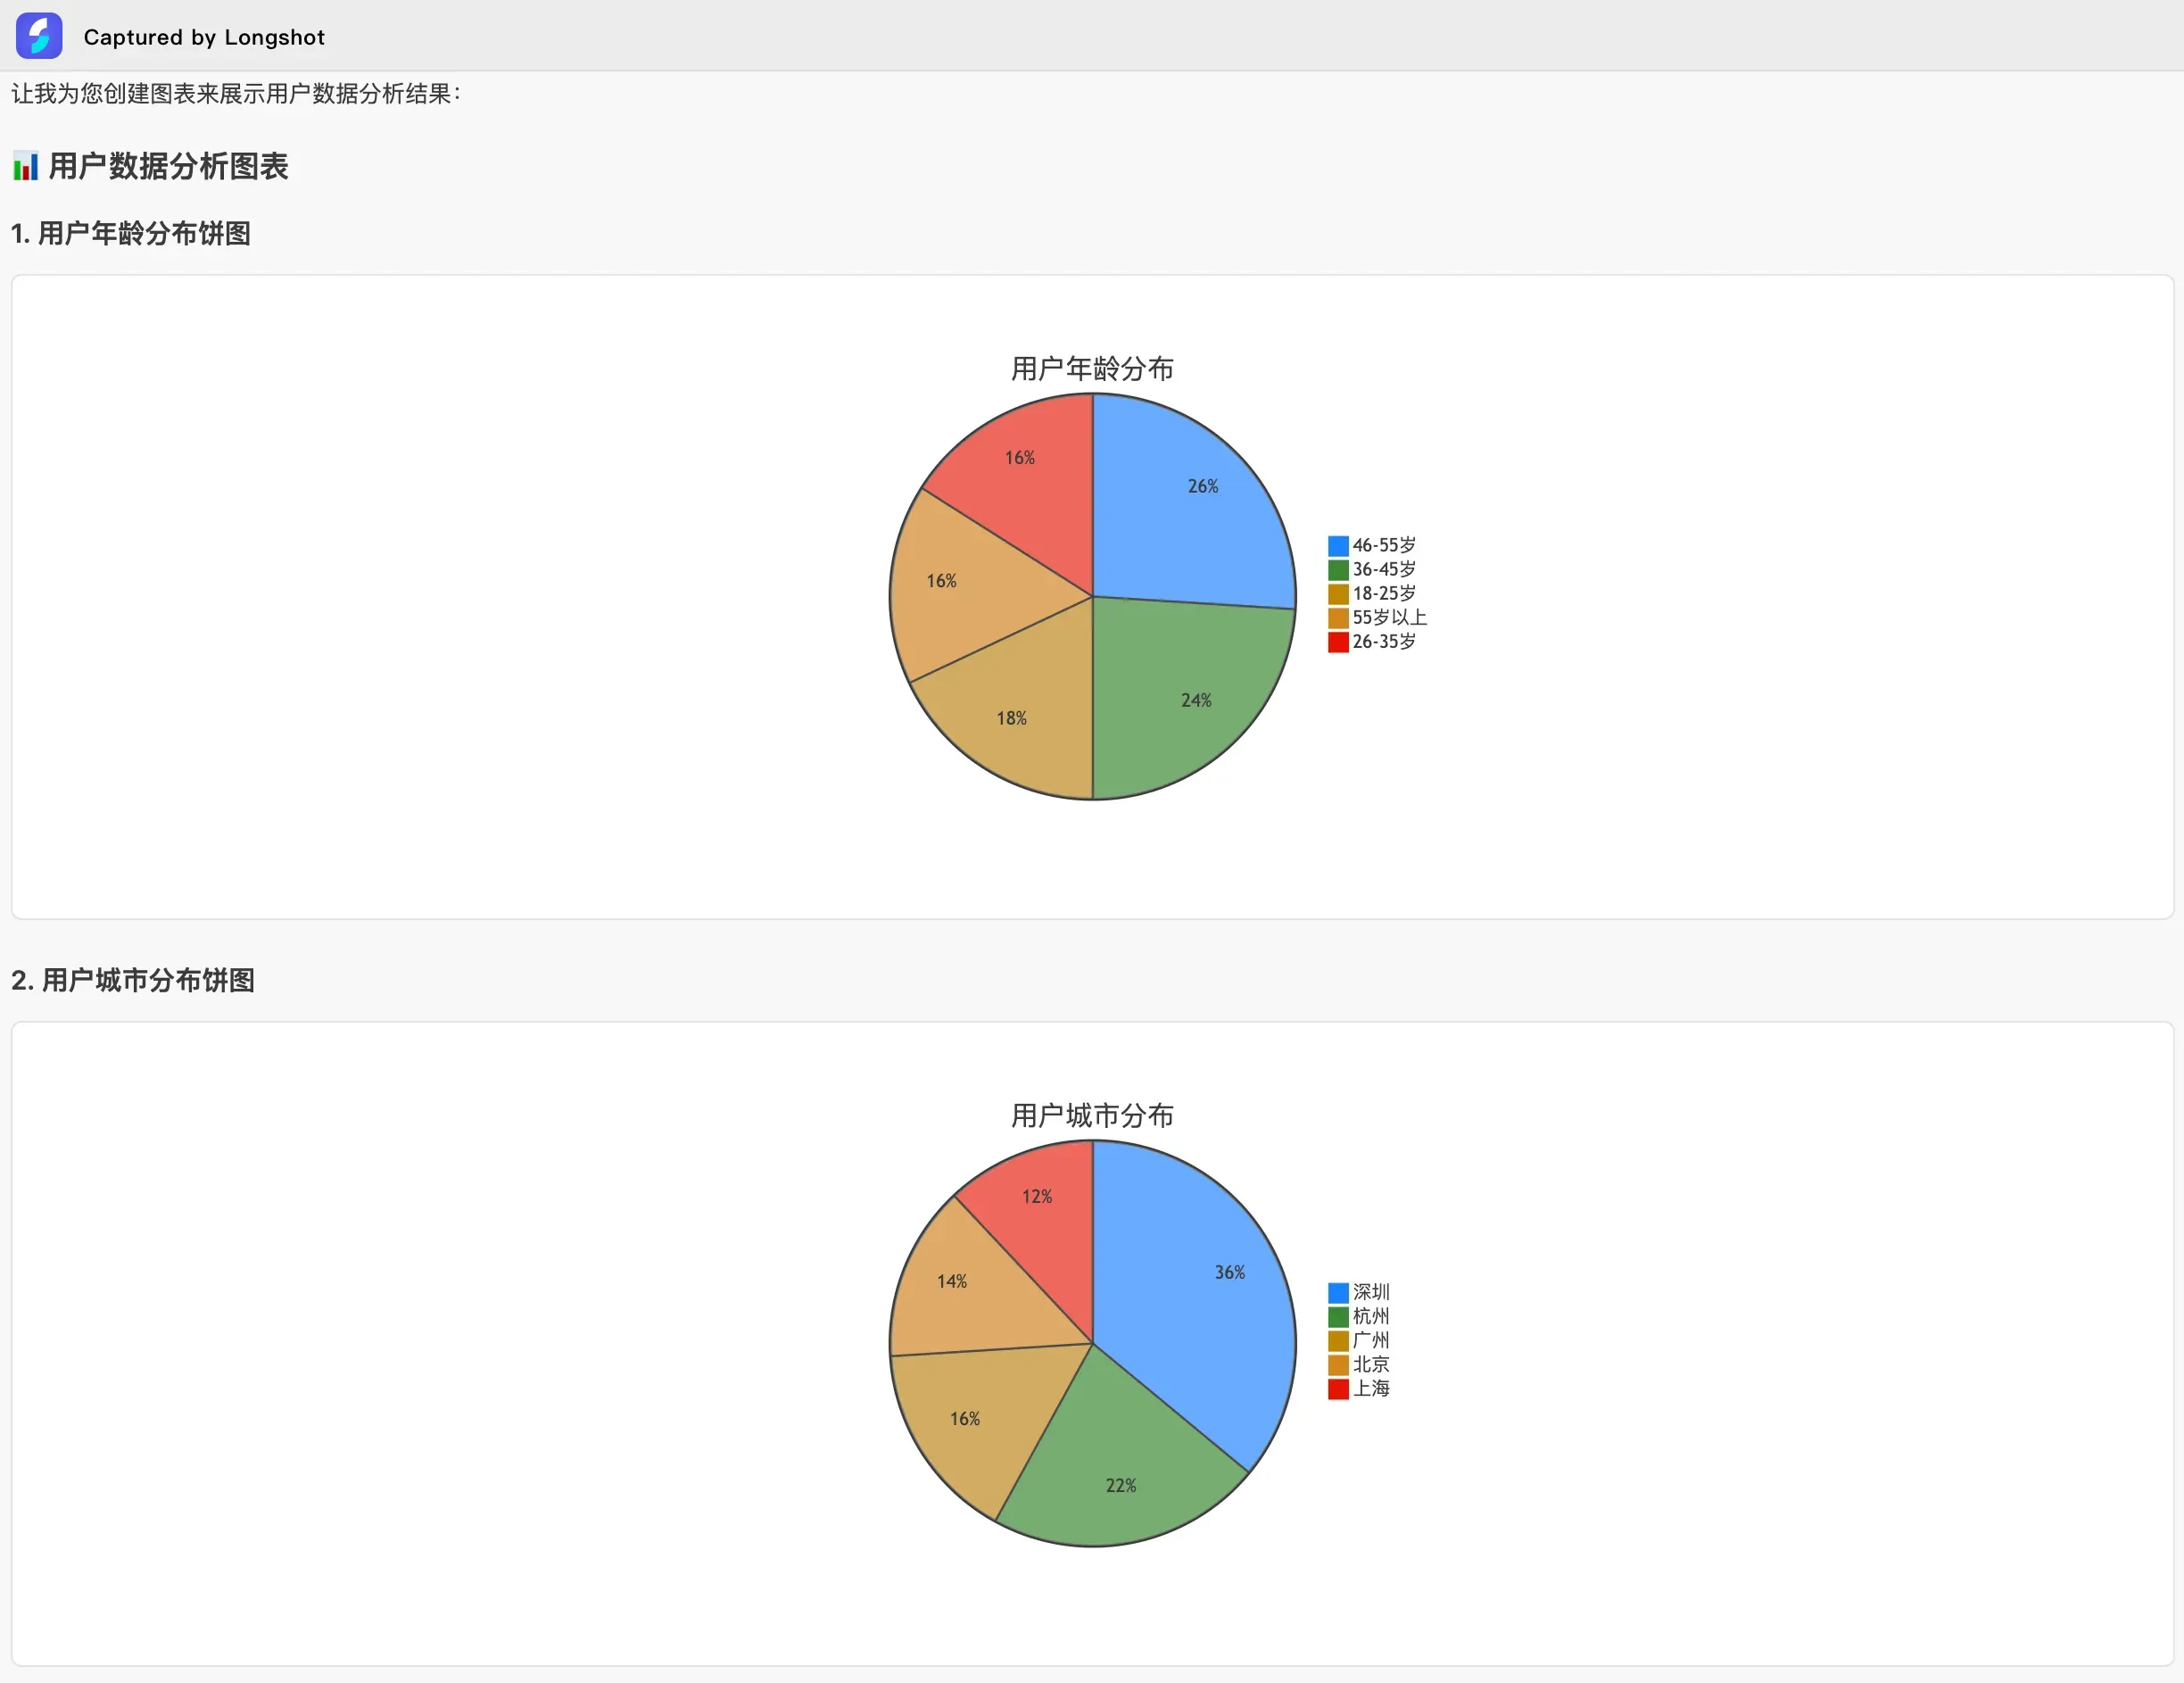 Captured by Longshot
让我为您创建图表来展示用户数据分析结果：
用户数据分析图表
1. 用户年龄分布饼图
用户年龄分布
16%
26%
16%
24%
18%
46-55岁
36-45岁
18-25岁
55岁以上
26-35岁
2. 用户城市分布饼图
用户城市分布
12%
36%
14%
16%
22%
深圳
杭州
广州
北京
上海